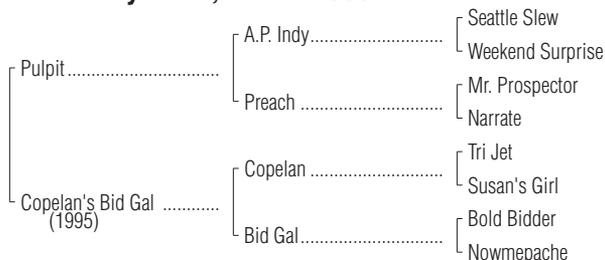 Seattle Slew
A.P. Indy
Weekend Surprise
Pulpit
Mr. Prospector
Preach
Narrate
Tri Jet
Copelan
Susan's Girl
Copelan's Bid Gal
(1995)
Bold Bidder
Bid Gal
Nowmepache